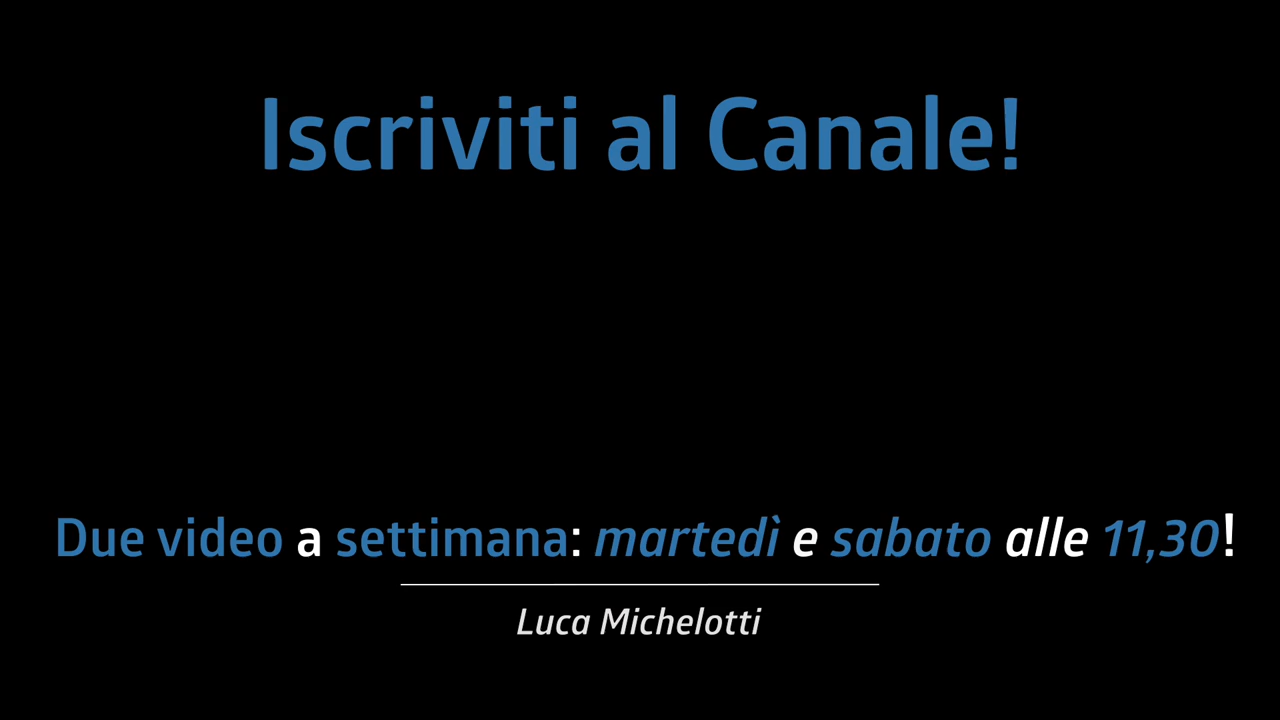 Iscriviti al Canale!
Due video a settimana: martedì e sabato alle 11,30!
Luca Michelotti